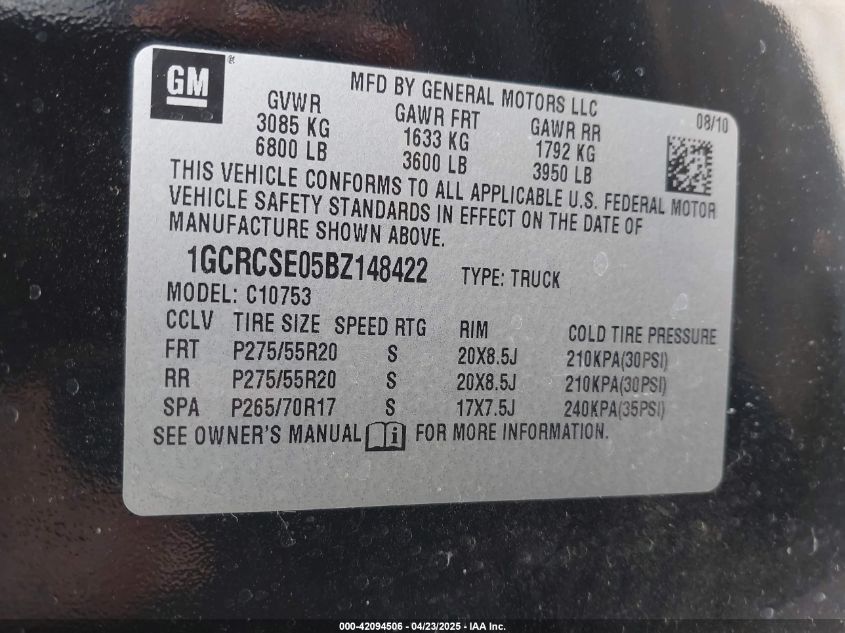 GM®
MFD BY GENERAL MOTORS LLC
08/10
GVWR GAWR FRT GAWR RR
3085 KG 1633 KG 1792 KG
6800 LB 3600 LB 3950 LB
THIS VEHICLE CONFORMS TO ALL APPLICABLE U.S. FEDERAL MOTOR
VEHICLE SAFETY STANDARDS IN EFFECT ON THE DATE OF
MANUFACTURE SHOWN ABOVE.
1GCRCSE05BZ148422 TYPE: TRUCK
MODEL: C10753
CCLV TIRE SIZE SPEED RTG RIM COLD TIRE PRESSURE
FRT P275/55R20 S 20X8.5J 210KPA(30PSI)
RR P275/55R20 S 20X8.5J 210KPA(30PSI)
SPA P265/70R17 S 17X7.5J 240KPA(35PSI)
SEE OWNER'S MANUAL i FOR MORE INFORMATION.
000-42094506 - 04/23/2025 - IAA Inc.